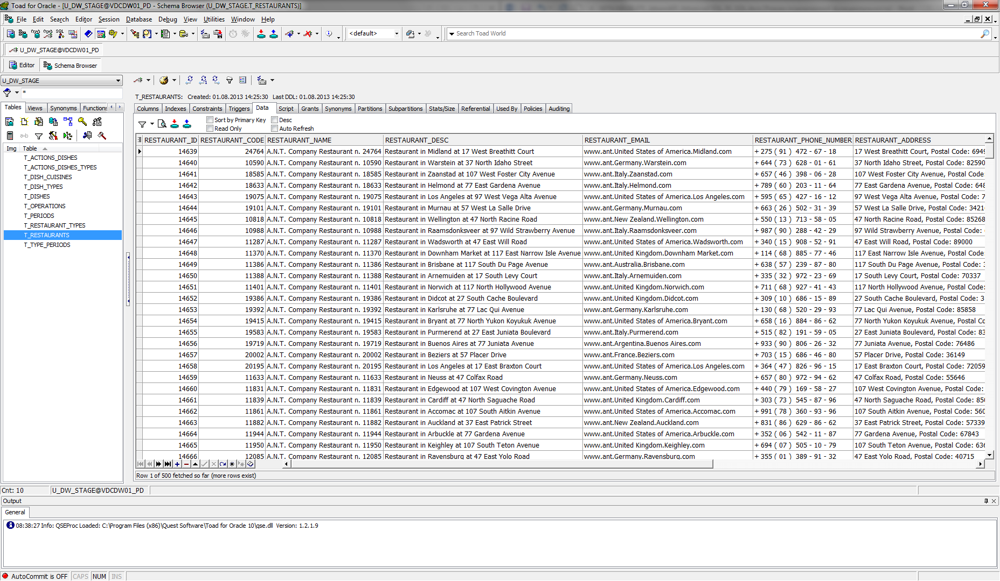 Toad for Oracle - [U_DW_STAGE@VDCDW01_PD - Schema Browser (U_DW_STAGE.T_RESTAURANTS)]
File Edit Search Editor Session Database Debug View Utilities Window Help
<default> Search Toad World
U_DW_STAGE@VDCDW01_PD
Editor Schema Browser
U_DW_STAGE
*
T_RESTAURANTS: Created: 01.08.2013 14:25:30 Last DDL: 01.08.2013 14:25:30
Tables Views Synonyms Functions
Columns Indexes Constraints Triggers Data Script Grants Synonyms Partitions Subpartitions Stats/Size Referential Used By Policies Auditing
Sort by Primary Key Desc
Read Only Auto Refresh
Img Table
T_ACTIONS_DISHES
T_ACTIONS_DISHES_TYPES
T_DISH_CUISINES
T_DISH_TYPES
T_DISHES
T_OPERATIONS
T_PERIODS
T_RESTAURANT_TYPES
T_RESTAURANTS
T_TYPE_PERIODS
RESTAURANT_ID RESTAURANT_CODE RESTAURANT_NAME RESTAURANT_DESC RESTAURANT_EMAIL RESTAURANT_PHONE_NUMBER RESTAURANT_ADDRESS
14639 24764 A.N.T. Company Restaurant n. 24764 Restaurant in Midland at 17 West Breathitt Court www.ant.United States of America.Midland.com + 275 ( 91 ) 472 - 67 - 18 17 West Breathitt Court, Postal Code: 6949
14640 10590 A.N.T. Company Restaurant n. 10590 Restaurant in Warstein at 37 North Idaho Street www.ant.Germany.Warstein.com + 644 ( 73 ) 628 - 01 - 61 37 North Idaho Street, Postal Code: 82590
14641 18585 A.N.T. Company Restaurant n. 18585 Restaurant in Zaanstad at 107 West Foster City Avenue www.ant.Italy.Zaanstad.com + 657 ( 46 ) 398 - 06 - 28 107 West Foster City Avenue, Postal Code
14642 18633 A.N.T. Company Restaurant n. 18633 Restaurant in Helmond at 77 East Gardena Avenue www.ant.Italy.Helmond.com + 789 ( 60 ) 203 - 11 - 64 77 East Gardena Avenue, Postal Code: 648
14643 19075 A.N.T. Company Restaurant n. 19075 Restaurant in Los Angeles at 97 West Vega Alta Avenue www.ant.United States of America.Los Angeles.com + 595 ( 65 ) 427 - 16 - 12 97 West Vega Alta Avenue, Postal Code: 7
14644 19101 A.N.T. Company Restaurant n. 19101 Restaurant in Murnau at 57 West La Salle Drive www.ant.Germany.Murnau.com + 663 ( 26 ) 502 - 31 - 39 57 West La Salle Drive, Postal Code: 3421
14645 10818 A.N.T. Company Restaurant n. 10818 Restaurant in Wellington at 47 North Racine Road www.ant.New Zealand.Wellington.com + 550 ( 13 ) 713 - 58 - 05 47 North Racine Road, Postal Code: 85268
14646 10988 A.N.T. Company Restaurant n. 10988 Restaurant in Raamsdonksveer at 97 Wild Strawberry Avenue www.ant.Italy.Raamsdonksveer.com + 987 ( 90 ) 288 - 42 - 29 97 Wild Strawberry Avenue, Postal Code:
14647 11287 A.N.T. Company Restaurant n. 11287 Restaurant in Wadsworth at 47 East Will Road www.ant.United States of America.Wadsworth.com + 340 ( 15 ) 908 - 52 - 91 47 East Will Road, Postal Code: 89000
14648 11370 A.N.T. Company Restaurant n. 11370 Restaurant in Downham Market at 117 East Narrow Isle Avenue www.ant.United Kingdom.Downham Market.com + 114 ( 68 ) 885 - 77 - 46 117 East Narrow Isle Avenue, Postal Code:
14649 11386 A.N.T. Company Restaurant n. 11386 Restaurant in Brisbane at 117 South Du Page Avenue www.ant.Australia.Brisbane.com + 638 ( 57 ) 239 - 87 - 80 117 South Du Page Avenue, Postal Code: 3
14650 11388 A.N.T. Company Restaurant n. 11388 Restaurant in Arnemuiden at 17 South Levy Court www.ant.Italy.Arnemuiden.com + 335 ( 32 ) 972 - 23 - 69 17 South Levy Court, Postal Code: 70337
14651 11401 A.N.T. Company Restaurant n. 11401 Restaurant in Norwich at 117 North Hollywood Avenue www.ant.United Kingdom.Norwich.com + 711 ( 68 ) 927 - 41 - 43 117 North Hollywood Avenue, Postal Code:
14652 19386 A.N.T. Company Restaurant n. 19386 Restaurant in Didcot at 27 South Cache Boulevard www.ant.United Kingdom.Didcot.com + 309 ( 10 ) 686 - 15 - 89 27 South Cache Boulevard, Postal Code: 3
14653 19392 A.N.T. Company Restaurant n. 19392 Restaurant in Karlsruhe at 77 Lac Qui Avenue www.ant.Germany.Karlsruhe.com + 130 ( 68 ) 520 - 29 - 93 77 Lac Qui Avenue, Postal Code: 85858
14654 19415 A.N.T. Company Restaurant n. 19415 Restaurant in Bryant at 77 North Yukon Koyukuk Avenue www.ant.United States of America.Bryant.com + 658 ( 16 ) 884 - 86 - 62 77 North Yukon Koyukuk Avenue, Postal Co
14655 19583 A.N.T. Company Restaurant n. 19583 Restaurant in Purmerend at 27 East Juniata Boulevard www.ant.Italy.Purmerend.com + 515 ( 82 ) 191 - 59 - 05 27 East Juniata Boulevard, Postal Code: 83
14656 19719 A.N.T. Company Restaurant n. 19719 Restaurant in Buenos Aires at 77 Juniata Avenue www.ant.Argentina.Buenos Aires.com + 933 ( 90 ) 806 - 26 - 32 77 Juniata Avenue, Postal Code: 76486
14657 20002 A.N.T. Company Restaurant n. 20002 Restaurant in Beziers at 57 Placer Drive www.ant.France.Beziers.com + 703 ( 15 ) 686 - 46 - 80 57 Placer Drive, Postal Code: 36149
14658 20195 A.N.T. Company Restaurant n. 20195 Restaurant in Los Angeles at 17 East Braxton Court www.ant.United States of America.Los Angeles.com + 364 ( 47 ) 826 - 96 - 15 17 East Braxton Court, Postal Code: 72059
14659 11633 A.N.T. Company Restaurant n. 11633 Restaurant in Neuss at 47 Colfax Road www.ant.Germany.Neuss.com + 657 ( 80 ) 972 - 94 - 62 47 Colfax Road, Postal Code: 55646
14660 11831 A.N.T. Company Restaurant n. 11831 Restaurant in Edgewood at 107 West Covington Avenue www.ant.United States of America.Edgewood.com + 440 ( 79 ) 169 - 58 - 27 107 West Covington Avenue, Postal Code:
14661 11839 A.N.T. Company Restaurant n. 11839 Restaurant in Cardiff at 47 North Saguache Road www.ant.United Kingdom.Cardiff.com + 303 ( 73 ) 545 - 87 - 96 47 North Saguache Road, Postal Code: 85
14662 11861 A.N.T. Company Restaurant n. 11861 Restaurant in Accomac at 107 South Aitkin Avenue www.ant.United States of America.Accomac.com + 991 ( 78 ) 360 - 93 - 96 107 South Aitkin Avenue, Postal Code: 560
14663 11882 A.N.T. Company Restaurant n. 11882 Restaurant in Auckland at 37 East Patrick Street www.ant.New Zealand.Auckland.com + 831 ( 86 ) 629 - 86 - 62 37 East Patrick Street, Postal Code: 57339
14664 11944 A.N.T. Company Restaurant n. 11944 Restaurant in Arbuckle at 77 Gardena Avenue www.ant.United States of America.Arbuckle.com + 352 ( 06 ) 542 - 11 - 87 77 Gardena Avenue, Postal Code: 67843
14665 11950 A.N.T. Company Restaurant n. 11950 Restaurant in Keighley at 107 South Teton Avenue www.ant.United Kingdom.Keighley.com + 694 ( 07 ) 505 - 10 - 79 107 South Teton Avenue, Postal Code: 636
14666 12085 A.N.T. Company Restaurant n. 12085 Restaurant in Ravensburg at 47 East Yolo Road www.ant.Germany.Ravensburg.com + 355 ( 01 ) 389 - 91 - 32 47 East Yolo Road, Postal Code: 40715
Row 1 of 500 fetched so far (more rows exist)
Cnt: 10 U_DW_STAGE@VDCDW01_PD
Output
General
08:38:27 Info: QSEProc Loaded: C:\Program Files (x86)\Quest Software\Toad for Oracle 10\qse.dll Version: 1.2.1.9
AutoCommit is OFF CAPS NUM INS